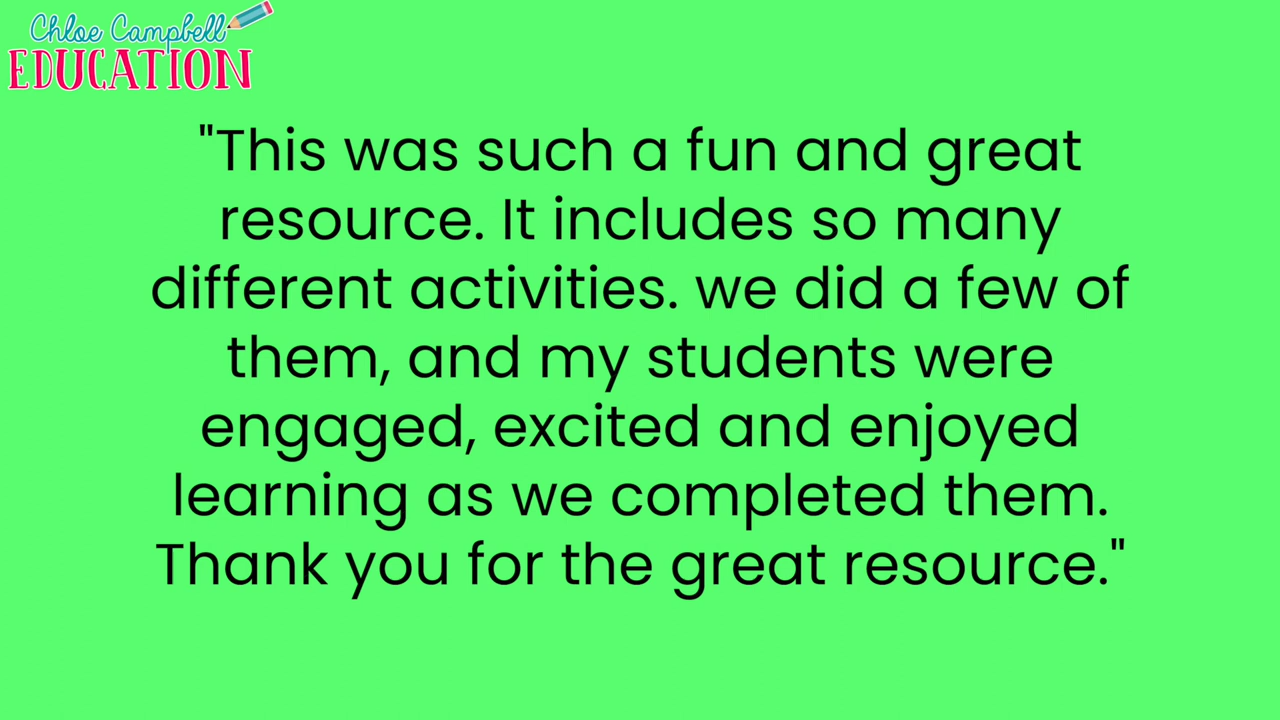 Chloe Campbell
EDUCATION
"This was such a fun and great
resource. It includes so many
different activities. we did a few of
them, and my students were
engaged, excited and enjoyed
learning as we completed them.
Thank you for the great resource."